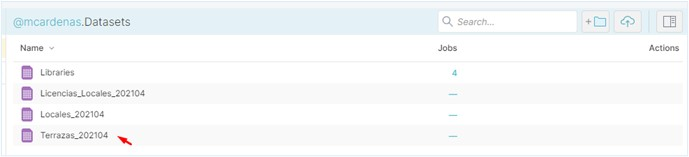 @mcardenas.Datasets
Search...
Name Jobs Actions
Libraries 4
Licencias_Locales_202104 —
Locales_202104 —
Terrazas_202104 —